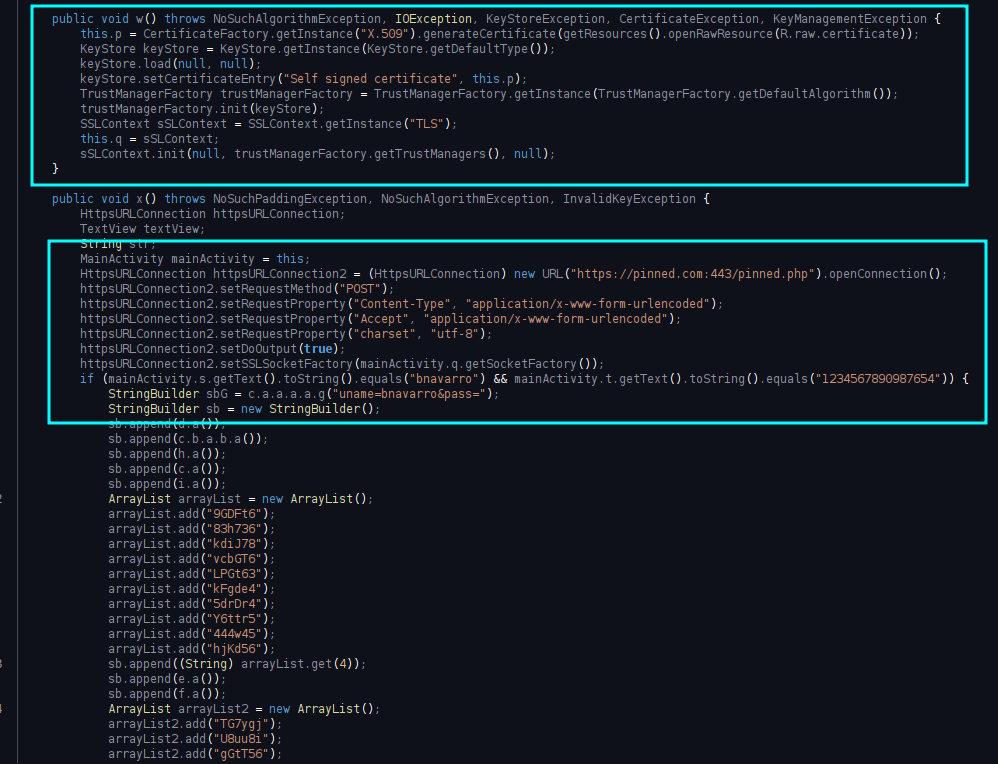 public void w() throws NoSuchAlgorithmException, IOException, KeyStoreException, CertificateException, KeyManagementException {
this.p = CertificateFactory.getInstance("X.509").generateCertificate(getResources().openRawResource(R.raw.certificate));
KeyStore keyStore = KeyStore.getInstance(KeyStore.getDefaultType());
keyStore.load(null, null);
keyStore.setCertificateEntry("Self signed certificate", this.p);
TrustManagerFactory trustManagerFactory = TrustManagerFactory.getInstance(TrustManagerFactory.getDefaultAlgorithm());
trustManagerFactory.init(keyStore);
SSLContext sSLContext = SSLContext.getInstance("TLS");
this.q = sSLContext;
sSLContext.init(null, trustManagerFactory.getTrustManagers(), null);
}
public void x() throws NoSuchPaddingException, NoSuchAlgorithmException, InvalidKeyException {
HttpsURLConnection httpsURLConnection;
TextView textView;
String str;
MainActivity mainActivity = this;
HttpsURLConnection httpsURLConnection2 = (HttpsURLConnection) new URL("https://pinned.com:443/pinned.php").openConnection();
httpsURLConnection2.setRequestMethod("POST");
httpsURLConnection2.setRequestProperty("Content-Type", "application/x-www-form-urlencoded");
httpsURLConnection2.setRequestProperty("Accept", "application/x-www-form-urlencoded");
httpsURLConnection2.setRequestProperty("charset", "utf-8");
httpsURLConnection2.setDoOutput(true);
httpsURLConnection2.setSSLSocketFactory(mainActivity.q.getSocketFactory());
if (mainActivity.s.getText().toString().equals("bnavarro") && mainActivity.t.getText().toString().equals("1234567890987654")) {
StringBuilder sbG = c.a.a.a.a.g("uname=bnavarro&pass=");
StringBuilder sb = new StringBuilder();
sb.append(d.a());
sb.append(c.b.a.b.a());
sb.append(h.a());
sb.append(c.a());
sb.append(i.a());
2 ArrayList arrayList = new ArrayList();
arrayList.add("9GDFt6");
arrayList.add("83h736");
arrayList.add("kdiJ78");
arrayList.add("vcbGT6");
arrayList.add("LPGt63");
arrayList.add("kFgde4");
arrayList.add("5drDr4");
arrayList.add("Y6ttr5");
arrayList.add("444w45");
arrayList.add("hjKd56");
3 sb.append((String) arrayList.get(4));
sb.append(e.a());
sb.append(f.a());
4 ArrayList arrayList2 = new ArrayList();
arrayList2.add("TG7ygj");
arrayList2.add("U8uu8i");
arrayList2.add("gGtT56");